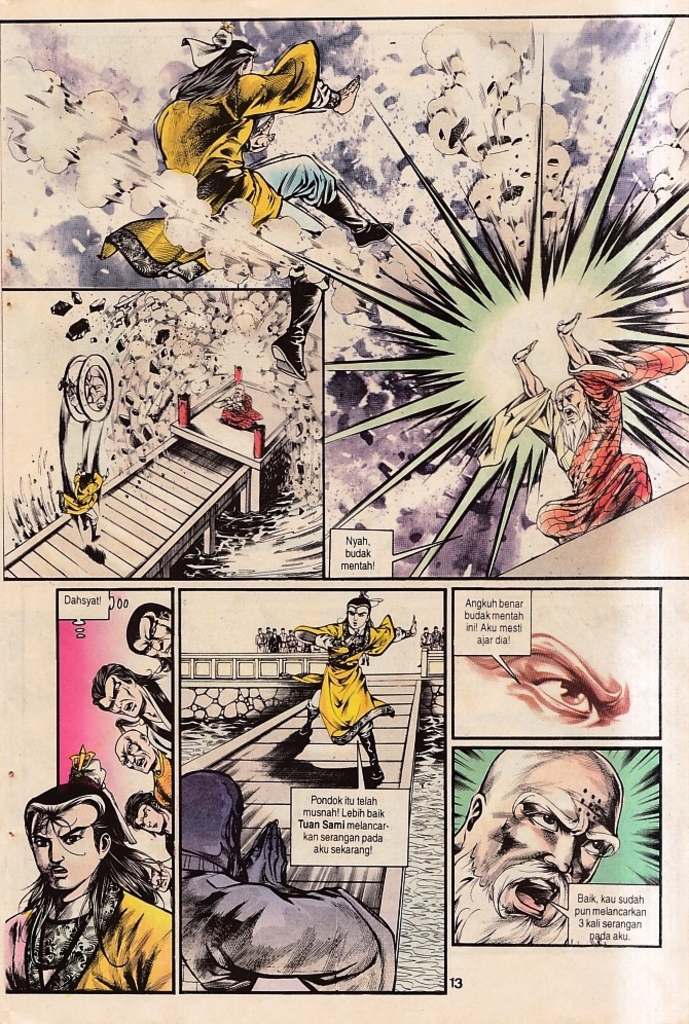 Nyah,
budak
mentah!
Dahsyat!
Pondok itu telah
musnah! Lebih baik
Tuan Sami melancar-
kan serangan pada
aku sekarang!
Angkuh benar
budak mentah
ini! Aku mesti
ajar dia!
Baik, kau sudah
pun melancarkan
3 kali serangan
pada aku.
13